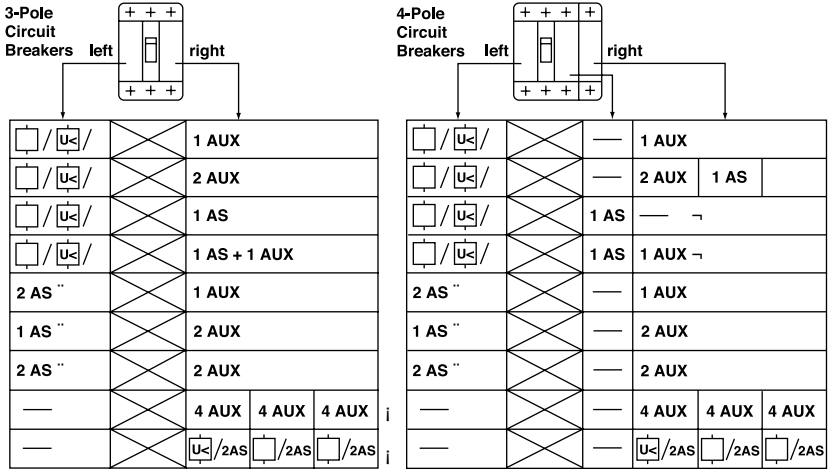 3-Pole
Circuit
Breakers left right
+ + +
+ + +
/ U< / 1 AUX
/ U< / 2 AUX
/ U< / 1 AS
/ U< / 1 AS + 1 AUX
2 AS ¨ 1 AUX
1 AS ¨ 2 AUX
2 AS ¨ 2 AUX
— 4 AUX 4 AUX 4 AUX ¡
— U< /2AS /2AS /2AS ¡
4-Pole
Circuit
Breakers left right
+ + + +
+ + + +
/ U< / — 1 AUX
/ U< / — 2 AUX 1 AS
/ U< / 1 AS — ¬
/ U< / 1 AS 1 AUX ¬
2 AS ¨ — 1 AUX
1 AS ¨ — 2 AUX
2 AS ¨ — 2 AUX
— — 4 AUX 4 AUX 4 AUX
— — U< /2AS /2AS /2AS